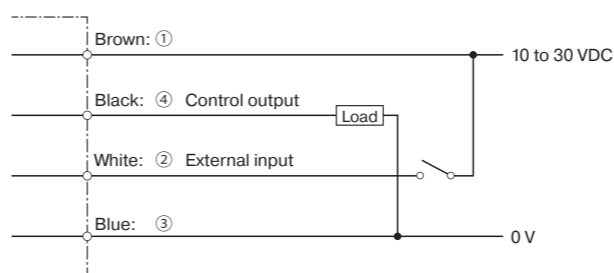 Brown: ①
10 to 30 VDC
Black: ④ Control output
Load
White: ② External input
Blue: ③
0 V